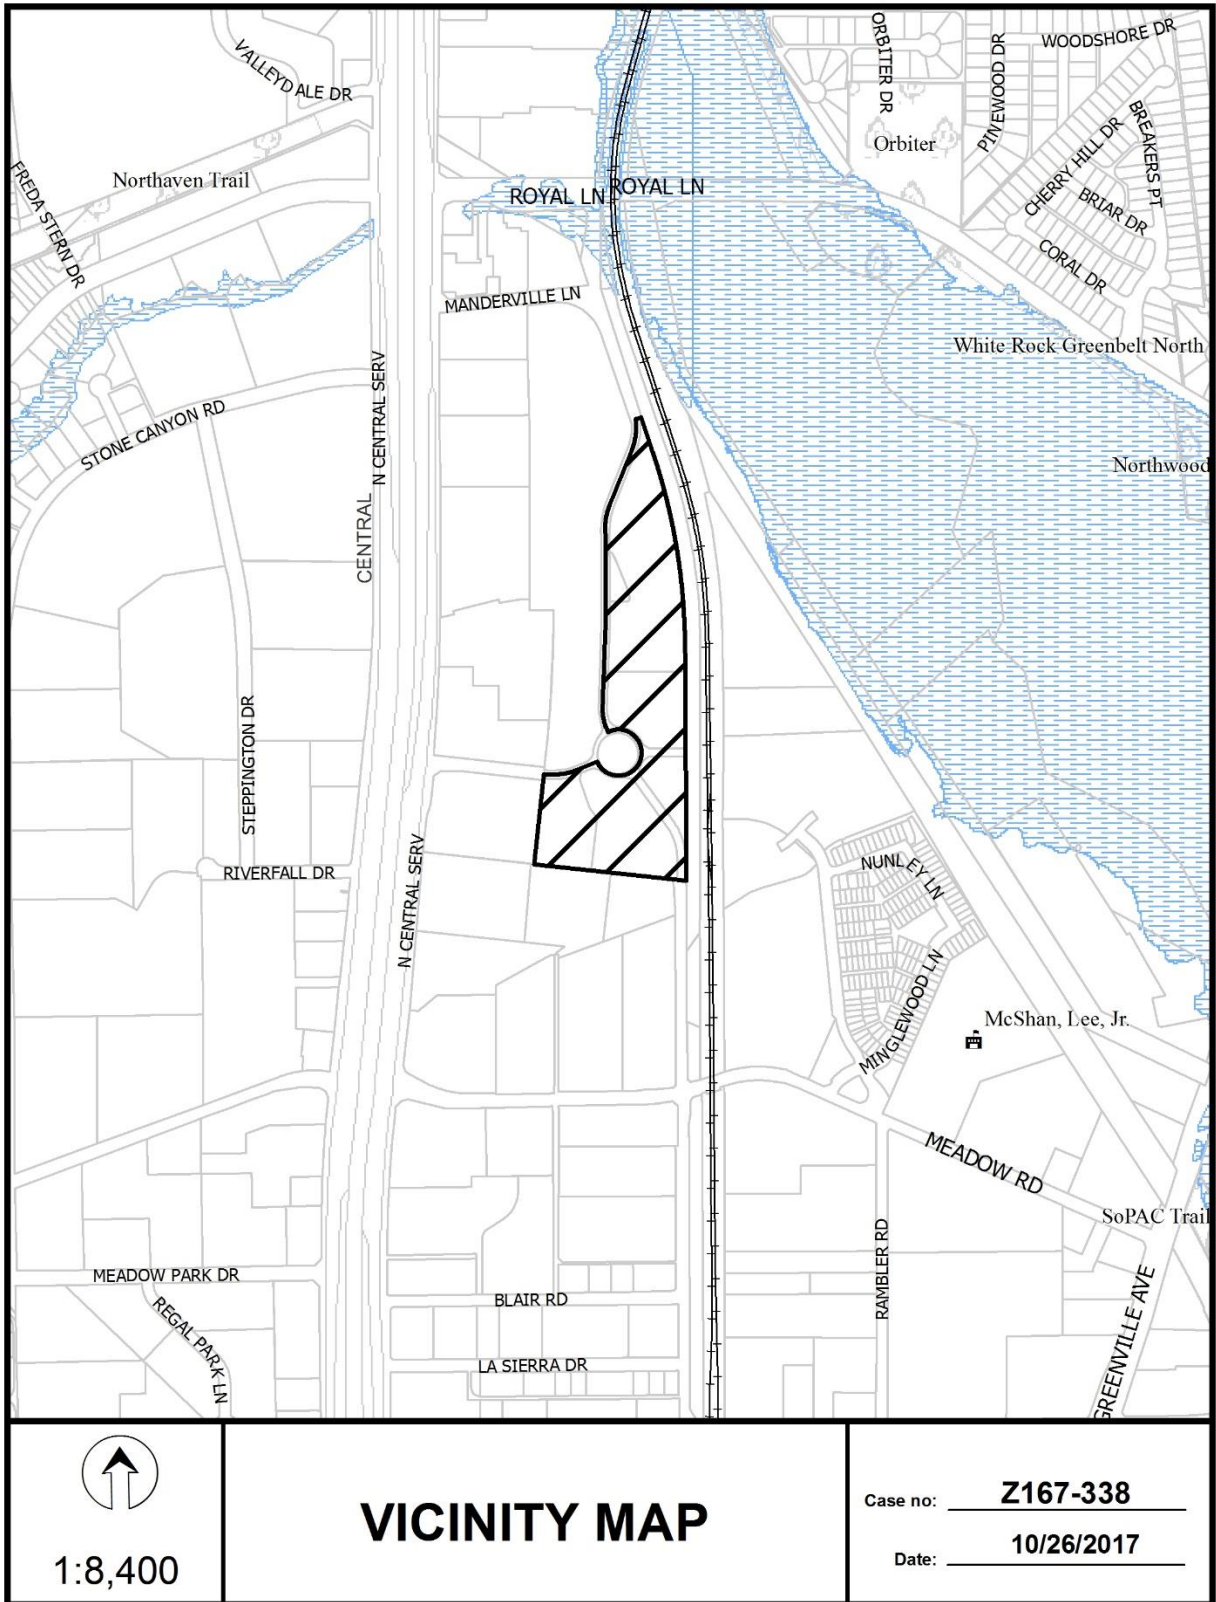 VALLEYDALE DR
ORBITER DR
PINEWOOD DR
WOODSHORE DR
BREAKERS PT
Orbiter
CHERRY HILL DR
Northaven Trail
FREDA STERN DR
ROYAL LN
ROYAL LN
BRIAR DR
CORAL DR
MANDERVILLE LN
White Rock Greenbelt North
N CENTRAL SERV
STONE CANYON RD
Northwood
CENTRAL
STEPPINGTON DR
RIVERFALL DR
N CENTRAL SERV
NUNLEY LN
MINGLEWOOD LN
McShan, Lee, Jr.
MEADOW RD
SoPAC Trail
RAMBLER RD
MEADOW PARK DR
REGAL PARK LN
BLAIR RD
GREENVILLE AVE
LA SIERRA DR
1:8,400
VICINITY MAP
Case no: Z167-338
Date: 10/26/2017